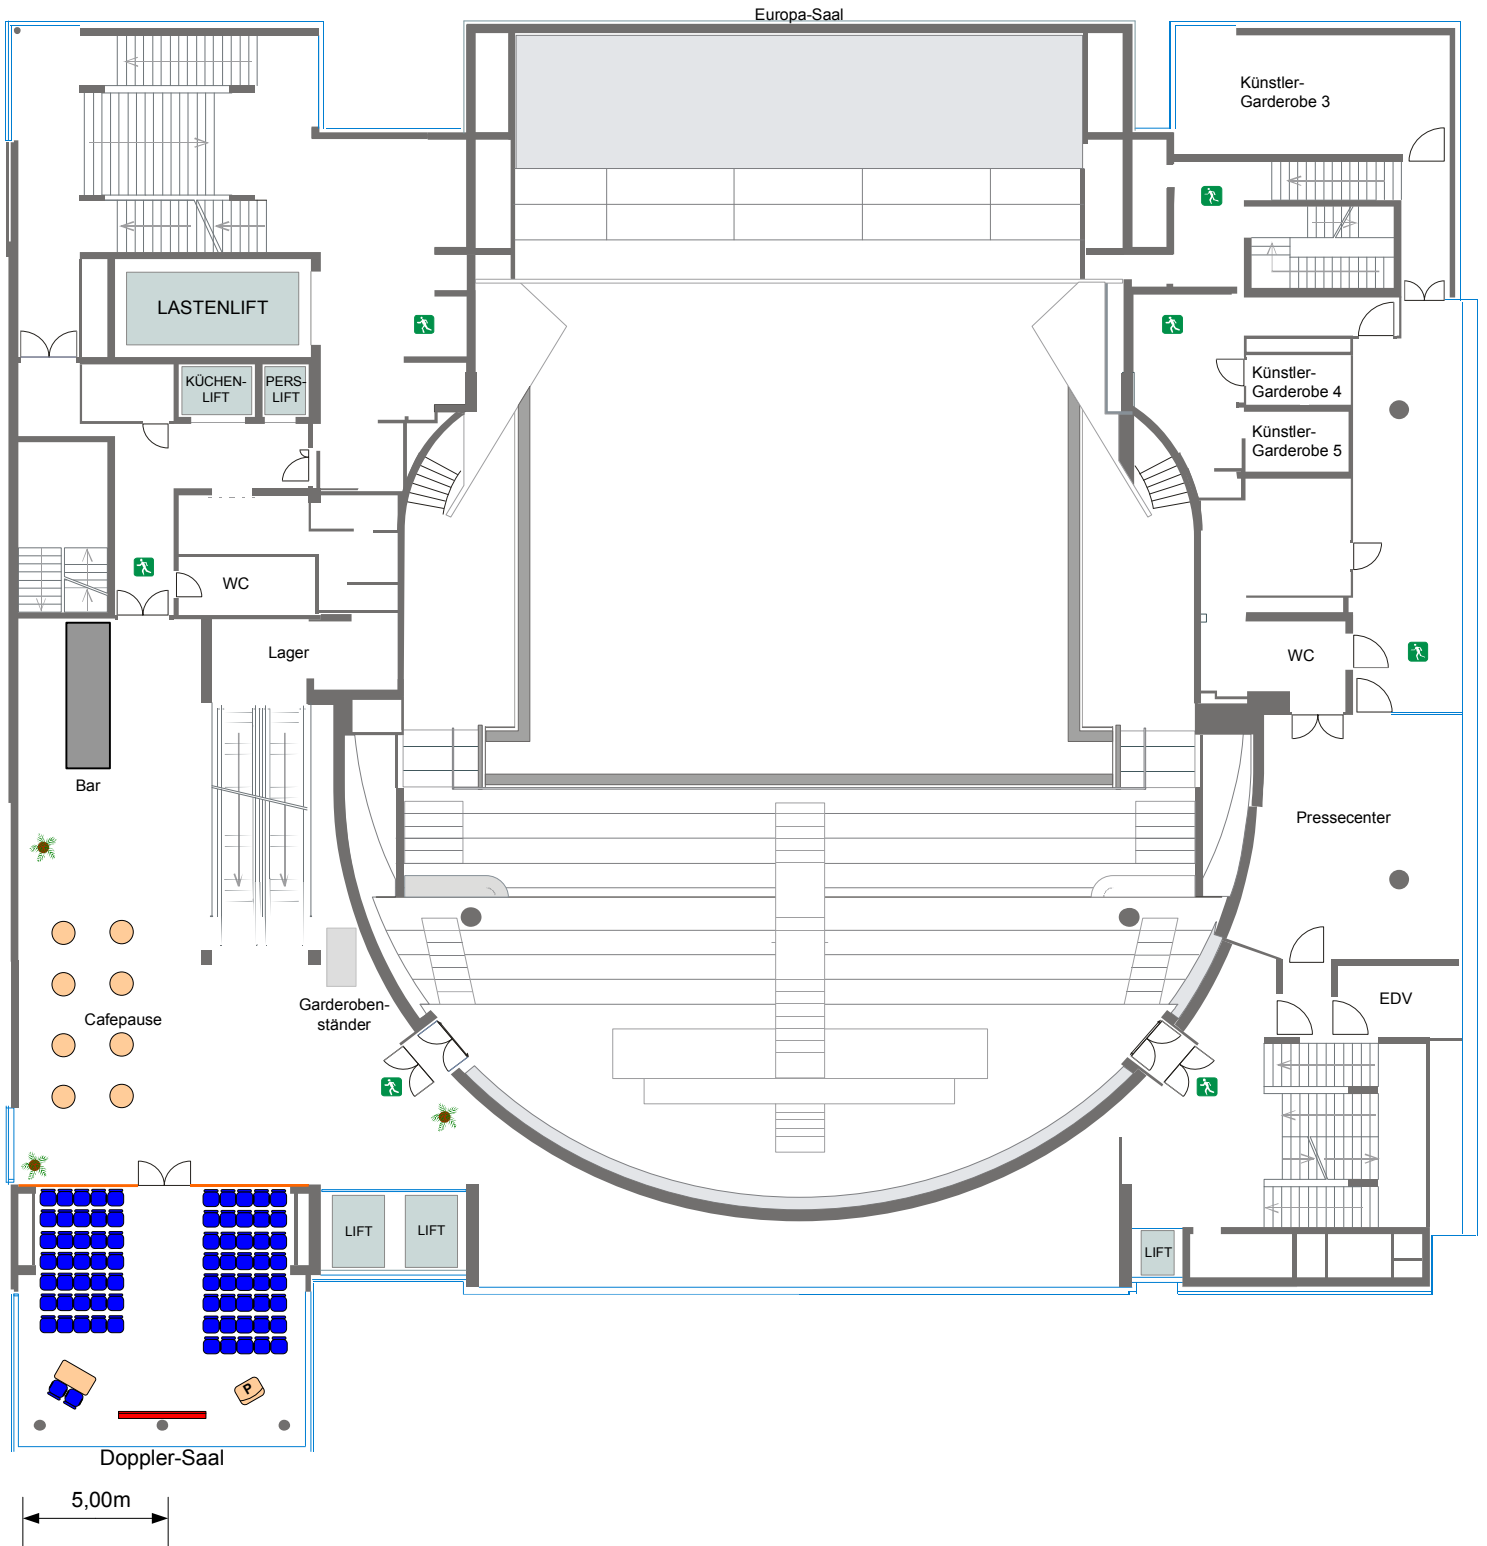 Europa-Saal
Künstler-
Garderobe 3
LASTENLIFT
KÜCHEN-
LIFT
PERS-
LIFT
Künstler-
Garderobe 4
Künstler-
Garderobe 5
WC
Lager
WC
Bar
Pressecenter
Garderoben-
ständer
Cafepause
EDV
LIFT
LIFT
LIFT
P
Doppler-Saal
5,00m